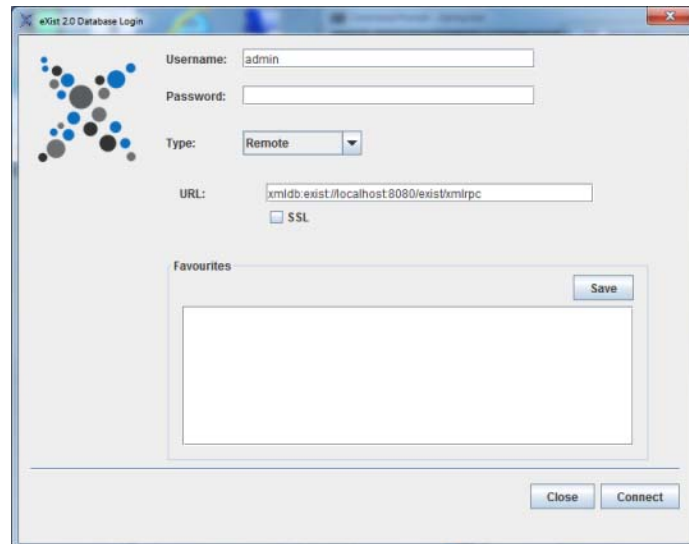 eXist 2.0 Database Login
Username: admin
Password:
Type: Remote
URL: xmldb:exist://localhost:8080/exist/xmlrpc
SSL
Favourites
Save
Close Connect